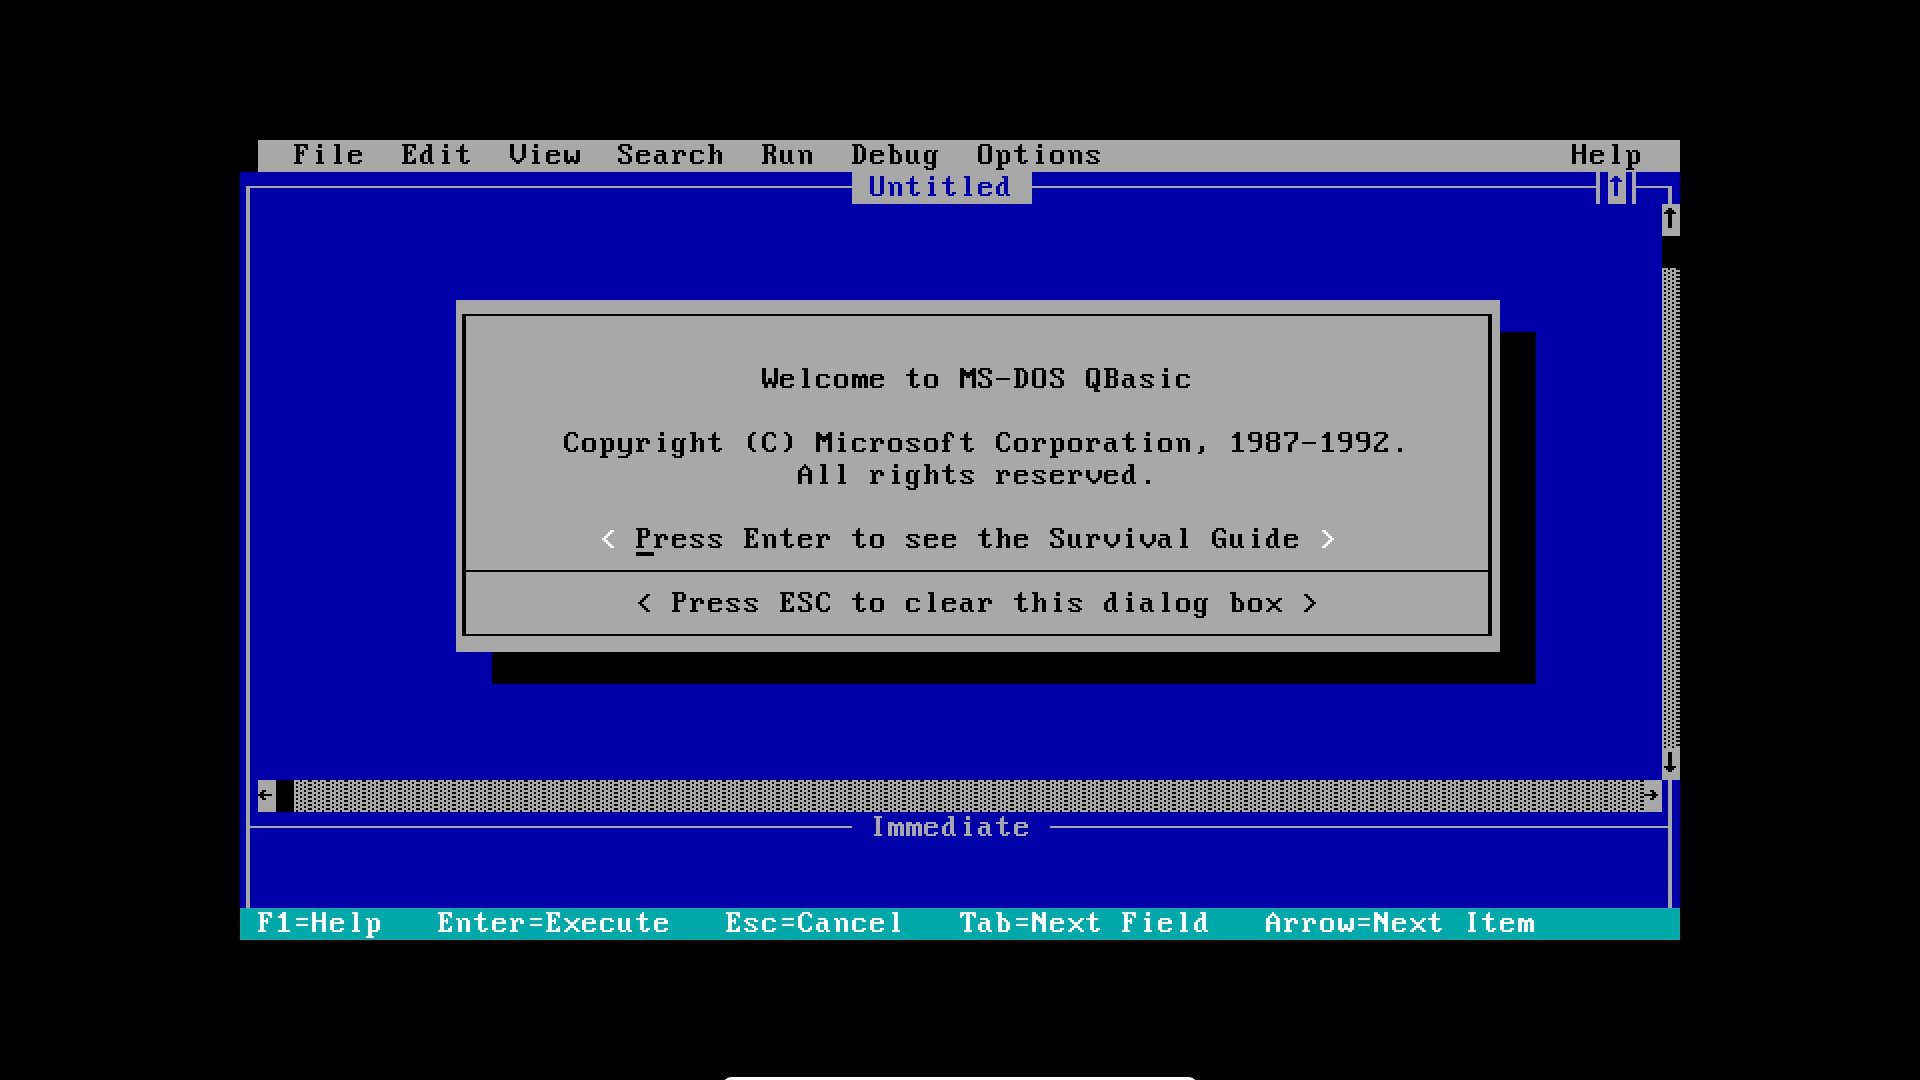 File  Edit  View  Search  Run  Debug  Options  Help
Untitled
Welcome to MS-DOS QBasic
Copyright (C) Microsoft Corporation, 1987-1992.
All rights reserved.
< Press Enter to see the Survival Guide >
< Press ESC to clear this dialog box >
Immediate
F1=Help  Enter=Execute  Esc=Cancel  Tab=Next Field  Arrow=Next Item